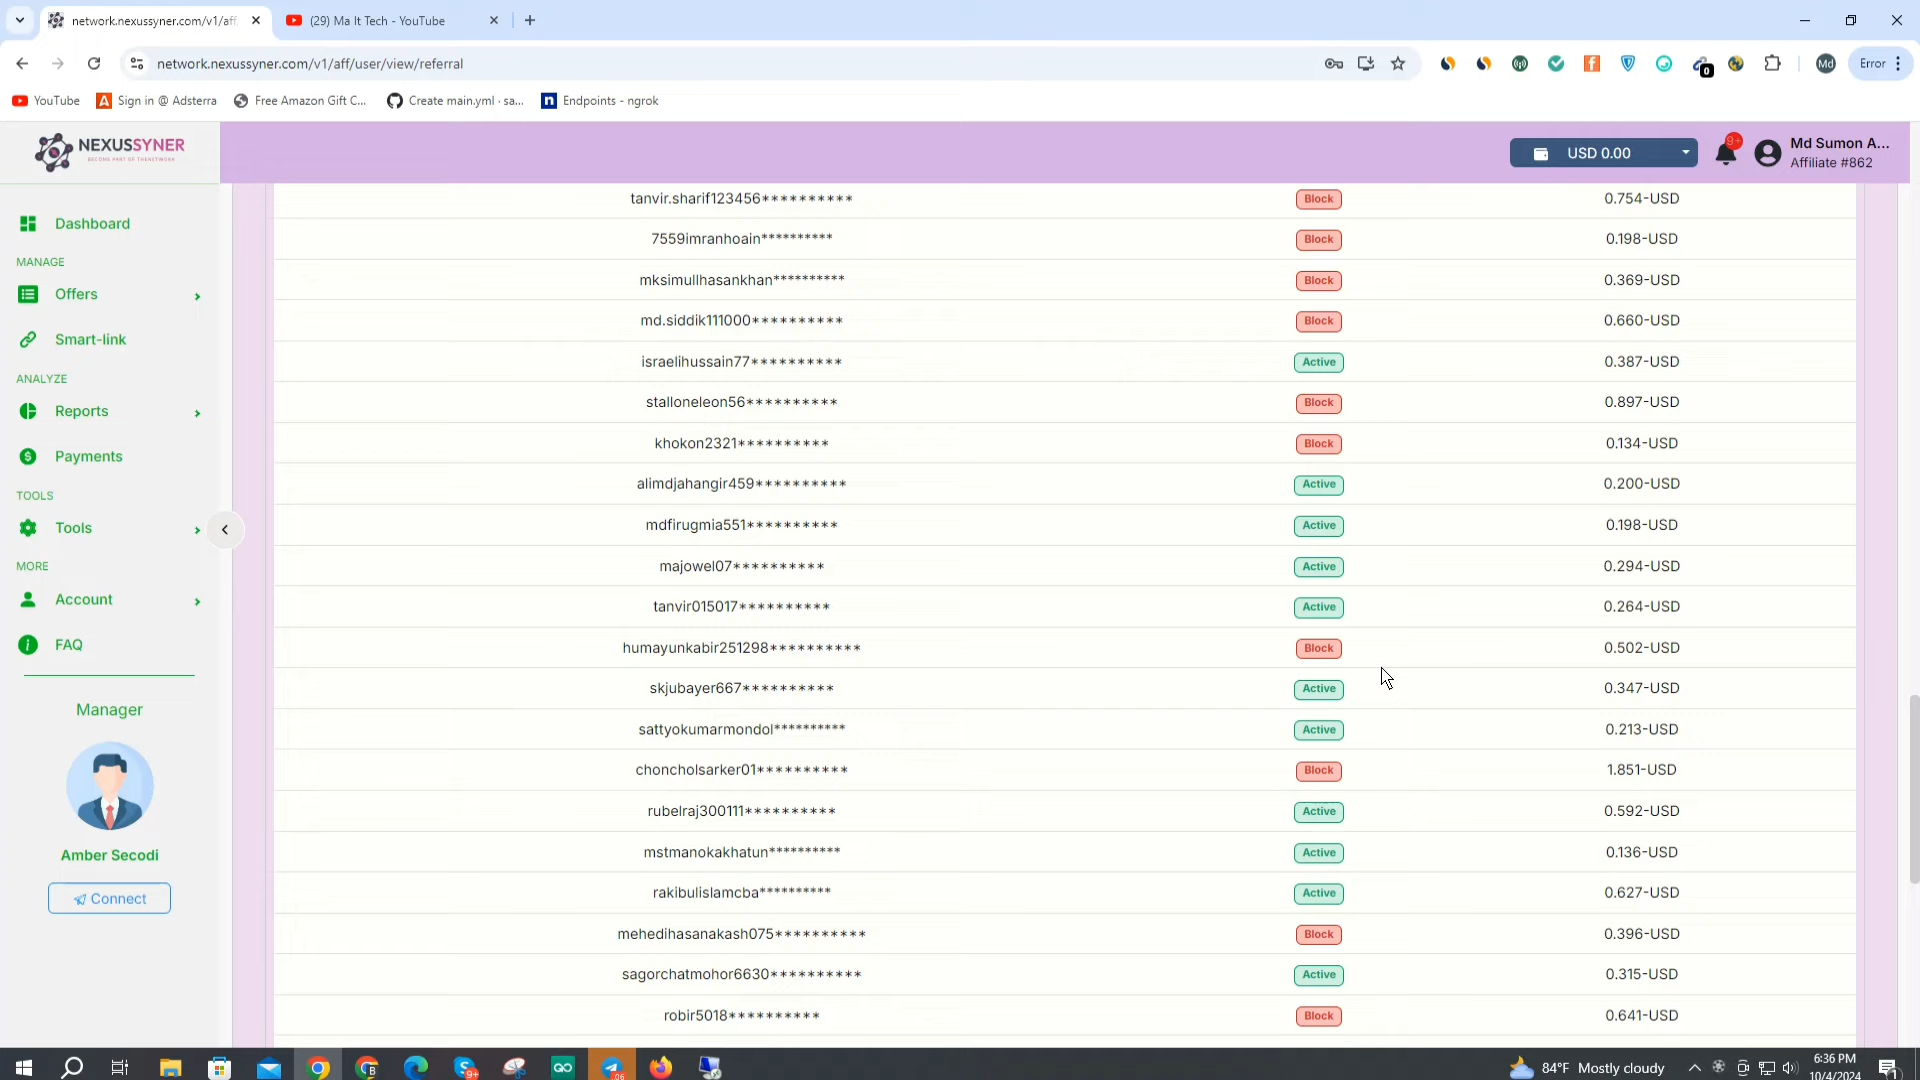 network.nexussyner.com/v1/aff
(29) Ma It Tech - YouTube
network.nexussyner.com/v1/aff/user/view/referral
0
Md
Error
YouTube
Sign in @ Adsterra
Free Amazon Gift C...
Create main.yml · sa...
Endpoints - ngrok
NEXUSSYNER
BECOME PART OF THENETWORK
USD 0.00
9+
Md Sumon A...
Affiliate #862
Dashboard
MANAGE
Offers
Smart-link
ANALYZE
Reports
Payments
TOOLS
Tools
MORE
Account
FAQ
Manager
Amber Secodi
Connect
tanvir.sharif123456********** Block 0.754-USD
7559imranhoain********** Block 0.198-USD
mksimullhasankhan********** Block 0.369-USD
md.siddik111000********** Block 0.660-USD
israelihussain77********** Active 0.387-USD
stalloneleon56********** Block 0.897-USD
khokon2321********** Block 0.134-USD
alimdjahangir459********** Active 0.200-USD
mdfirugmia551********** Active 0.198-USD
majowel07********** Active 0.294-USD
tanvir015017********** Active 0.264-USD
humayunkabir251298********** Block 0.502-USD
skjubayer667********** Active 0.347-USD
sattyokumarmondol********** Active 0.213-USD
choncholsarker01********** Block 1.851-USD
rubelraj300111********** Active 0.592-USD
mstmanokakhatun********** Active 0.136-USD
rakibulislamcba********** Active 0.627-USD
mehedihasanakash075********** Block 0.396-USD
sagorchatmohor6630********** Active 0.315-USD
robir5018********** Block 0.641-USD
84°F Mostly cloudy
6:36 PM
10/4/2024